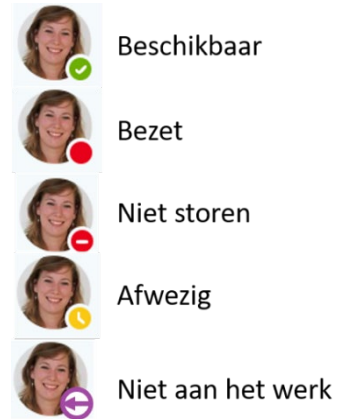 Beschikbaar
Bezet
Niet storen
Afwezig
Niet aan het werk